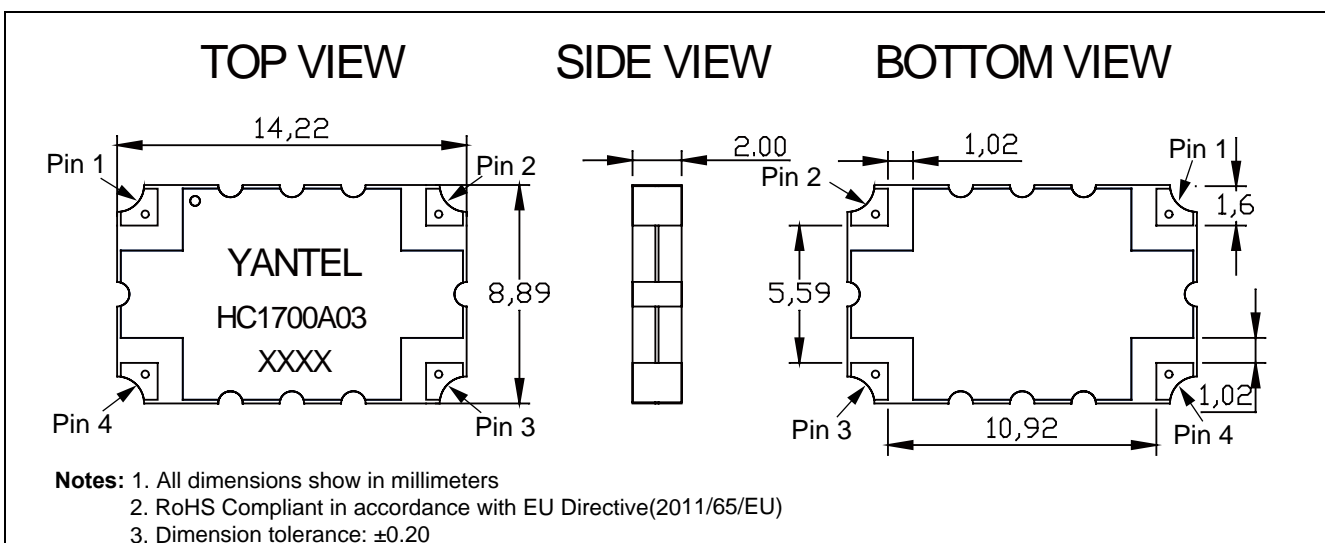 TOP VIEW
SIDE VIEW
BOTTOM VIEW
14,22
Pin 1
Pin 2
YANTEL
HC1700A03
XXXX
8,89
Pin 4
Pin 3
2.00
1,02
Pin 2
Pin 1
1,6
5,59
1,02
Pin 3
10,92
Pin 4
Notes: 1. All dimensions show in millimeters
2. RoHS Compliant in accordance with EU Directive(2011/65/EU)
3. Dimension tolerance: ±0.20